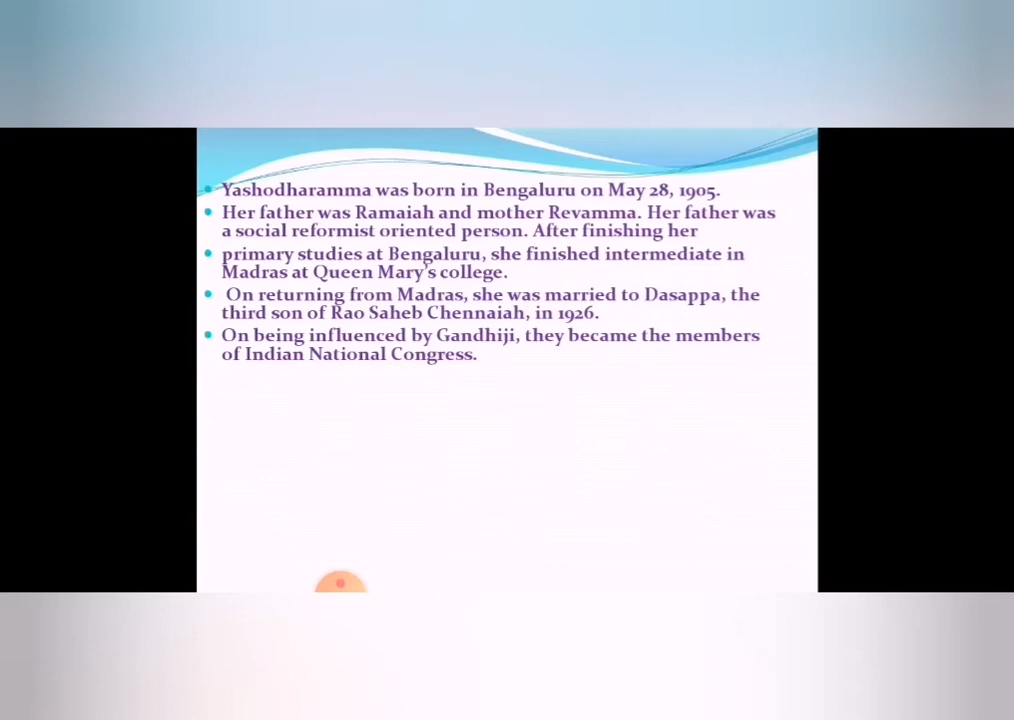 Yashodharamma was born in Bengaluru on May 28, 1905.
Her father was Ramaiah and mother Revamma. Her father was
a social reformist oriented person. After finishing her
primary studies at Bengaluru, she finished intermediate in
Madras at Queen Mary's college.
On returning from Madras, she was married to Dasappa, the
third son of Rao Saheb Chennaiah, in 1926.
On being influenced by Gandhiji, they became the members
of Indian National Congress.